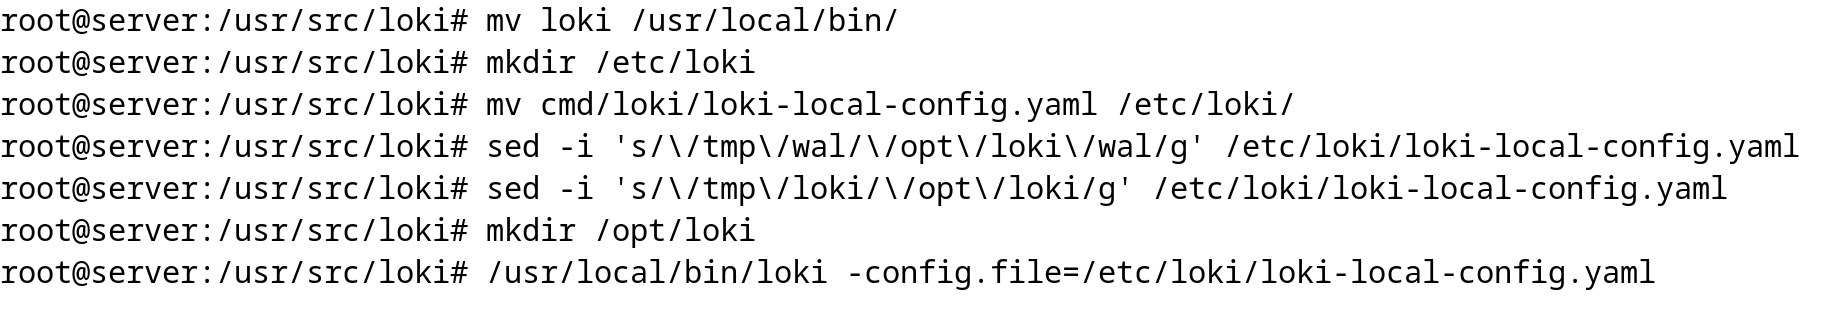 root@server:/usr/src/loki# mv loki /usr/local/bin/
root@server:/usr/src/loki# mkdir /etc/loki
root@server:/usr/src/loki# mv cmd/loki/loki-local-config.yaml /etc/loki/
root@server:/usr/src/loki# sed -i 's/\/tmp\/wal/\/opt\/loki\/wal/g' /etc/loki/loki-local-config.yaml
root@server:/usr/src/loki# sed -i 's/\/tmp\/loki/\/opt\/loki/g' /etc/loki/loki-local-config.yaml
root@server:/usr/src/loki# mkdir /opt/loki
root@server:/usr/src/loki# /usr/local/bin/loki -config.file=/etc/loki/loki-local-config.yaml